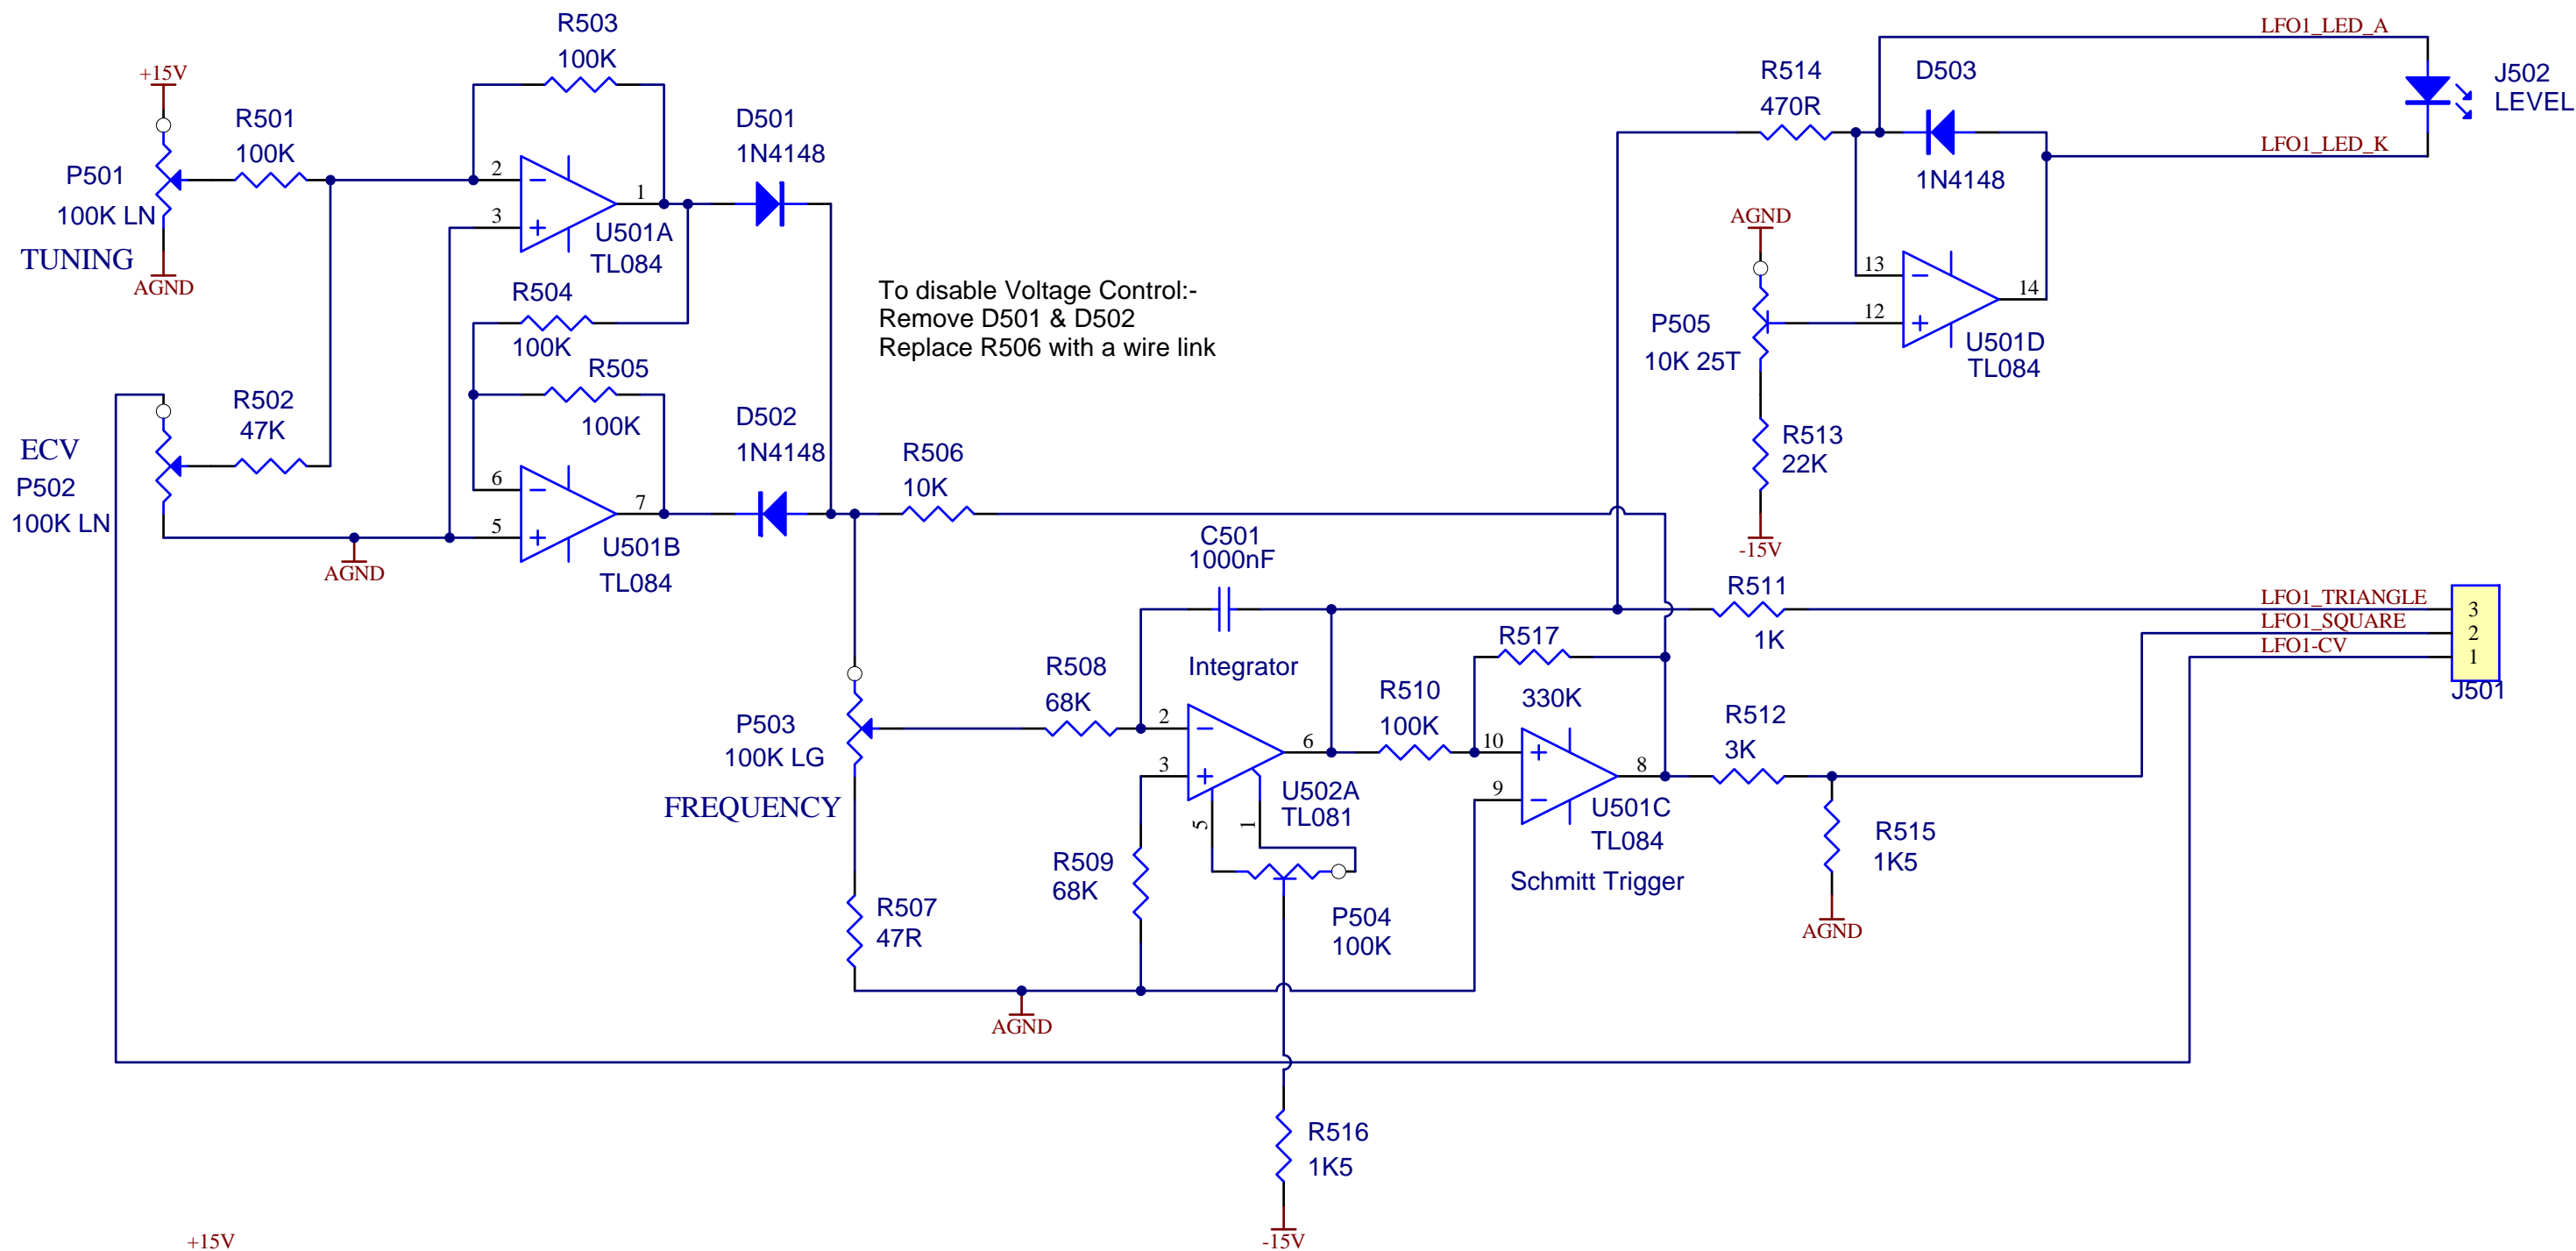 R503
100K
+15V
R501
100K
P501
100K LN
TUNING
AGND
2
3
1
U501A
TL084
D501
1N4148
R504
100K
R505
100K
To disable Voltage Control:-
Remove D501 & D502
Replace R506 with a wire link
R502
47K
ECV
P502
100K LN
AGND
6
5
7
U501B
TL084
D502
1N4148
R506
10K
LFO1_LED_A
R514
470R
D503
1N4148
J502
LEVEL
LFO1_LED_K
AGND
P505
10K 25T
13
12
14
U501D
TL084
R513
22K
-15V
C501
1000nF
Integrator
R508
68K
P503
100K LG
FREQUENCY
2
3
6
5
1
U502A
TL081
R509
68K
R507
47R
P504
100K
AGND
R510
100K
R517
330K
10
9
8
U501C
TL084
Schmitt Trigger
R511
1K
R512
3K
R515
1K5
AGND
LFO1_TRIANGLE
LFO1_SQUARE
LFO1-CV
3
2
1
J501
R516
1K5
-15V
+15V